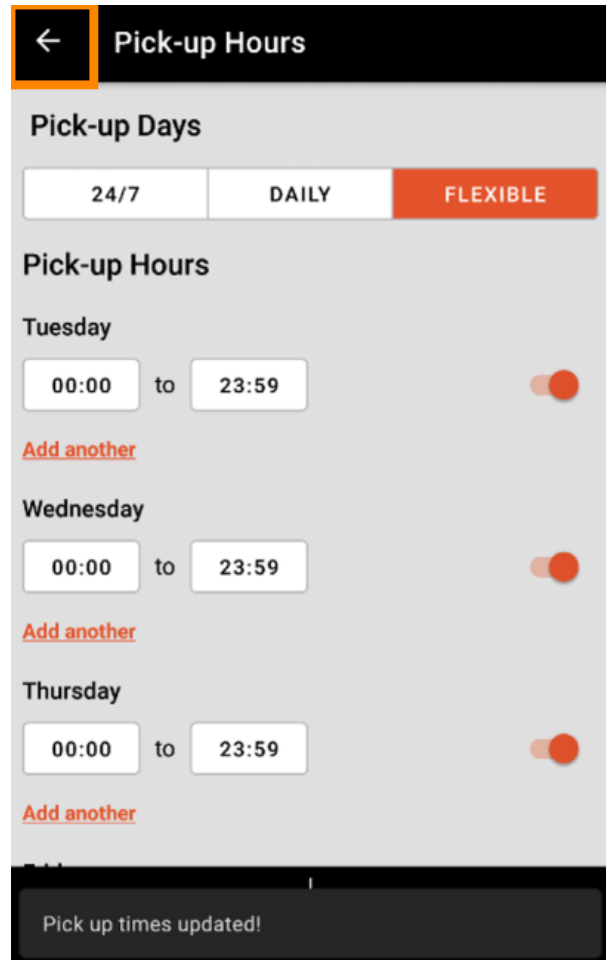 Pick-up Hours
Pick-up Days
24/7 DAILY FLEXIBLE
Pick-up Hours
Tuesday
00:00 to 23:59
Add another
Wednesday
00:00 to 23:59
Add another
Thursday
00:00 to 23:59
Add another
Pick up times updated!